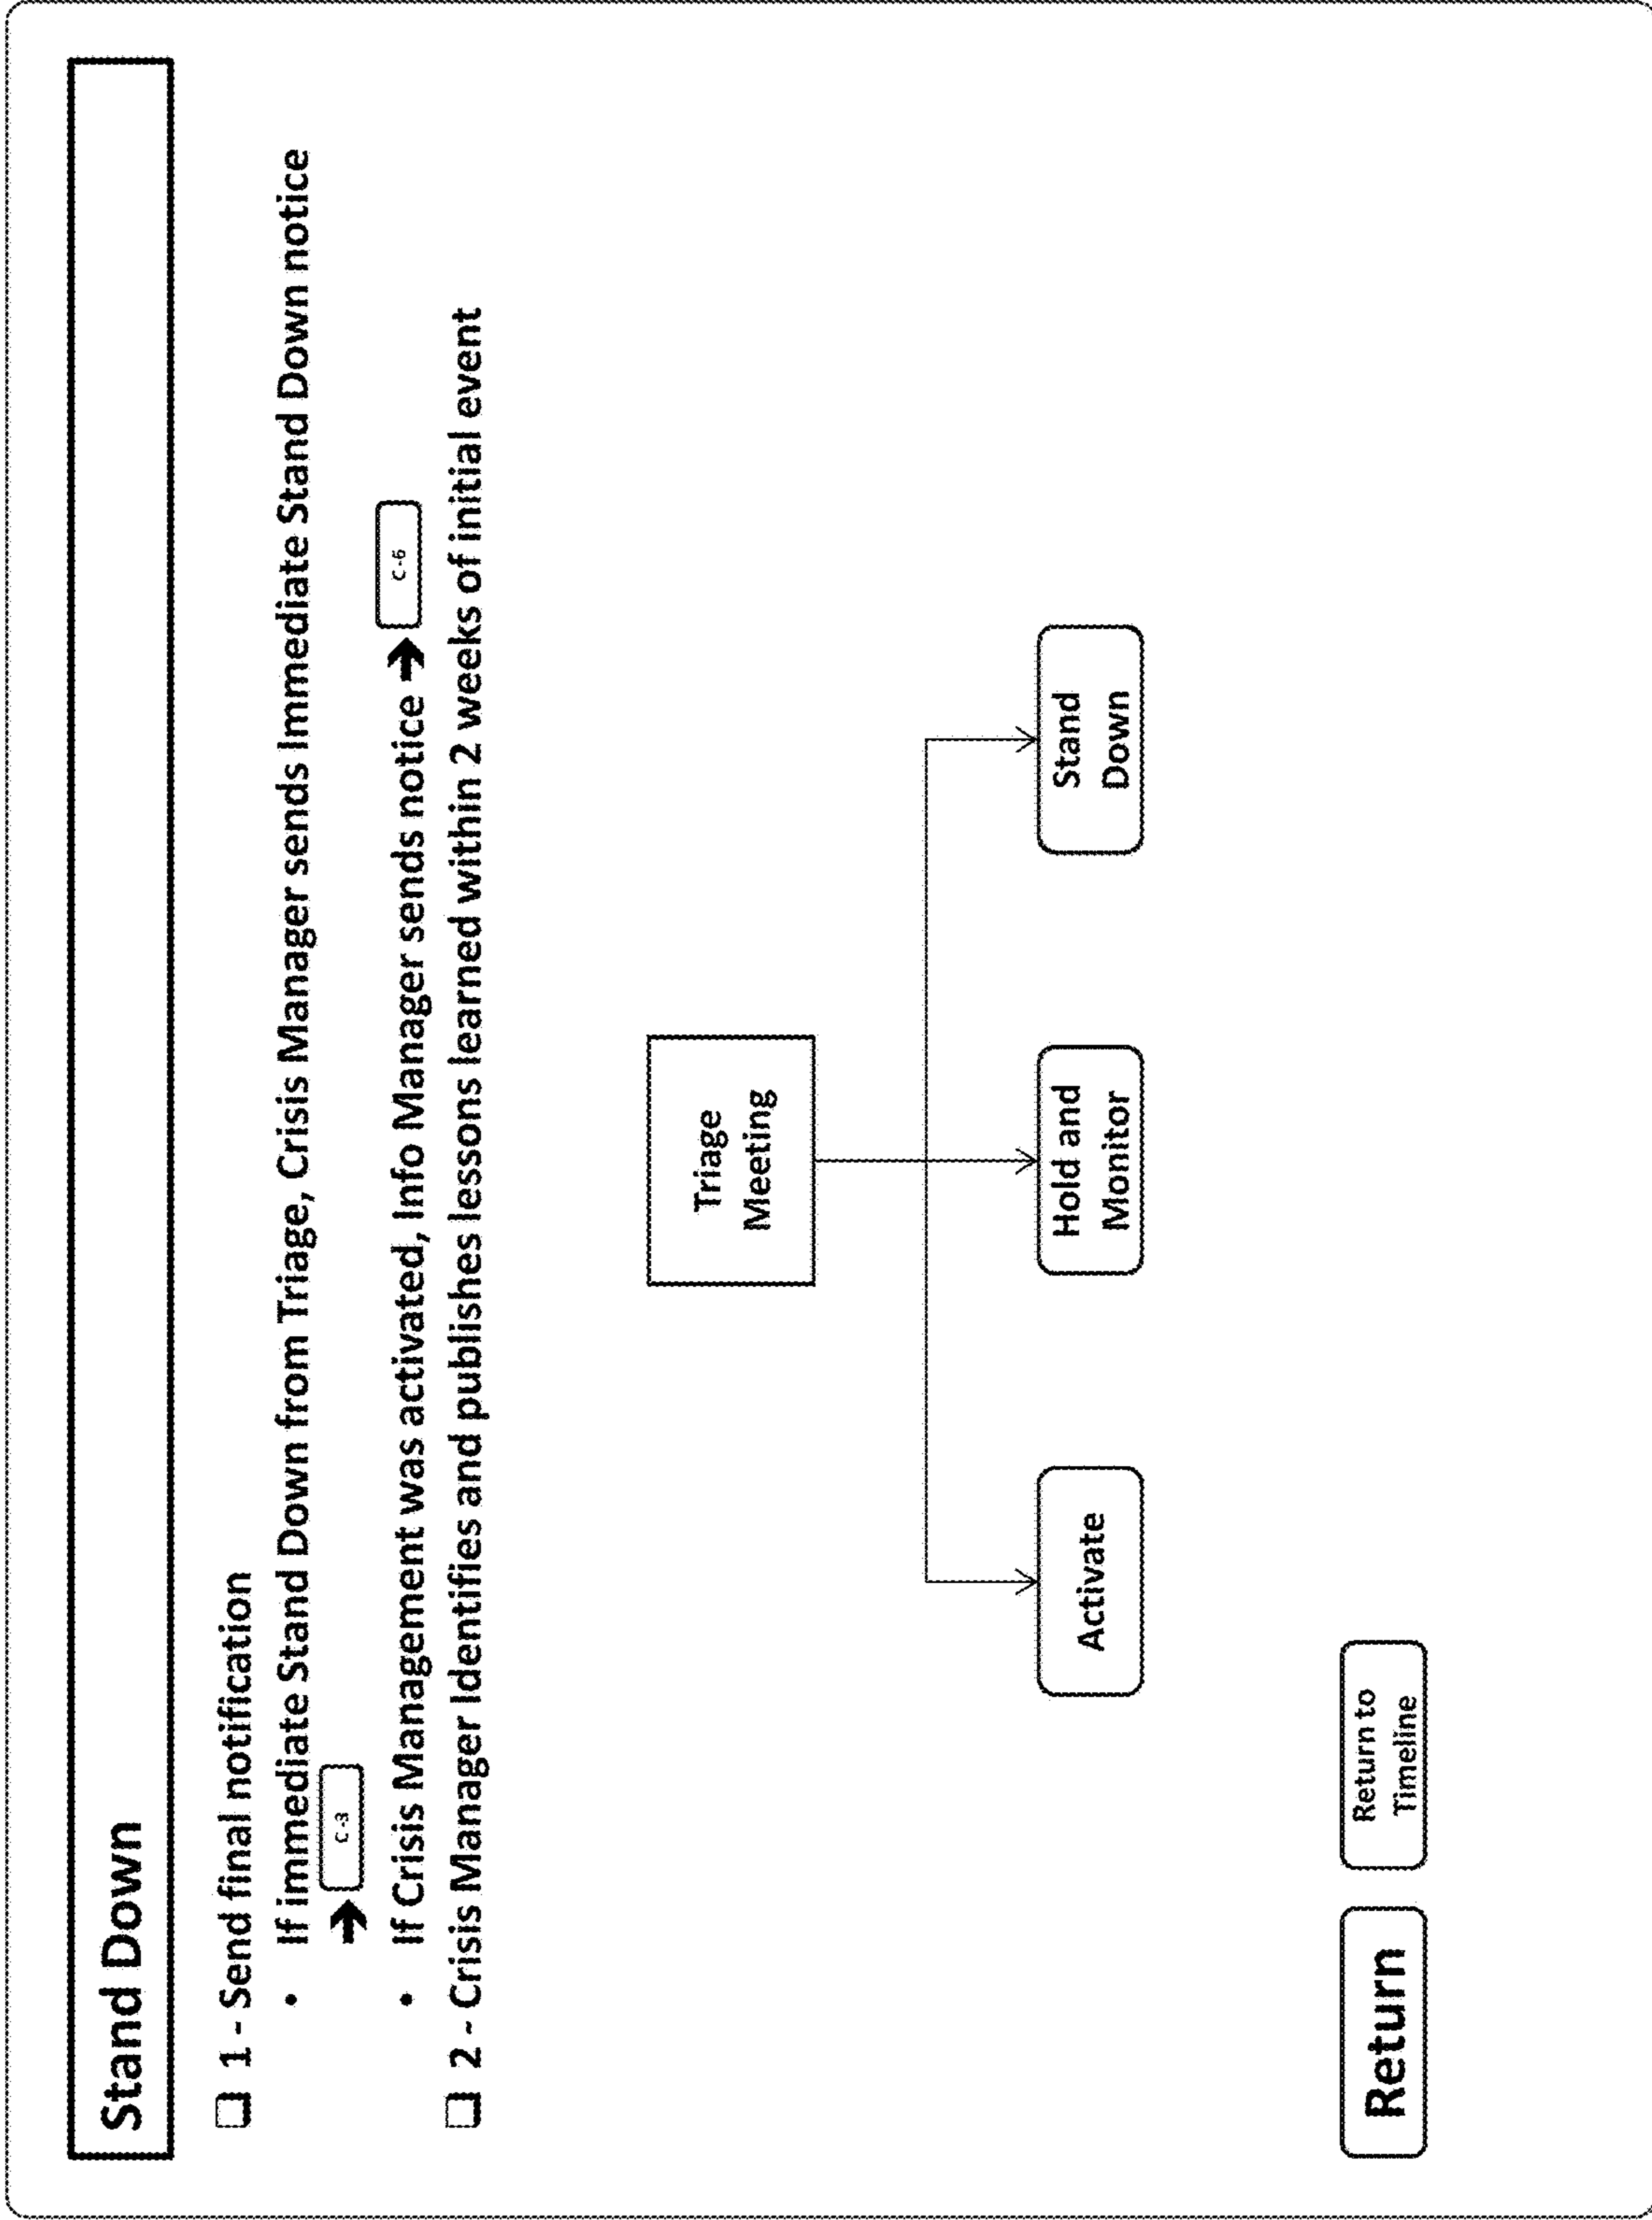 Stand Down
❑ 1 - Send final notification
• If immediate Stand Down from Triage, Crisis Manager sends Immediate Stand Down notice
➔ C-3
• If Crisis Management was activated, Info Manager sends notice ➔ C-6
❑ 2 - Crisis Manager Identifies and publishes lessons learned within 2 weeks of initial event
Triage
Meeting
Activate
Hold and
Monitor
Stand
Down
Return
Return to
Timeline